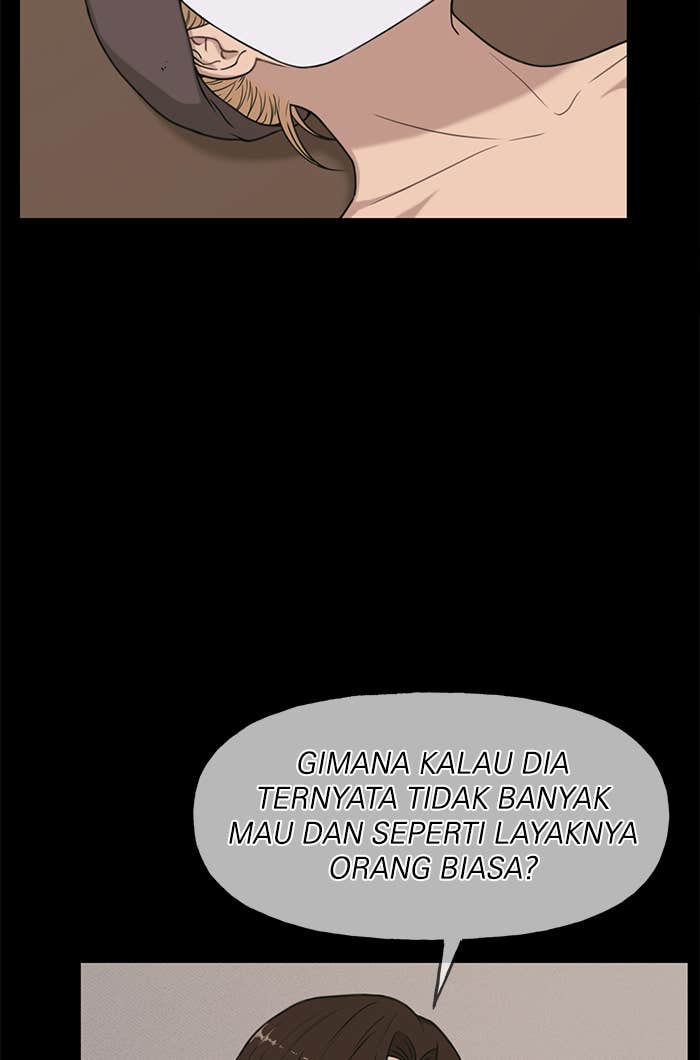 GIMANA KALAU DIA
TERNYATA TIDAK BANYAK
MAU DAN SEPERTI LAYAKNYA
ORANG BIASA?